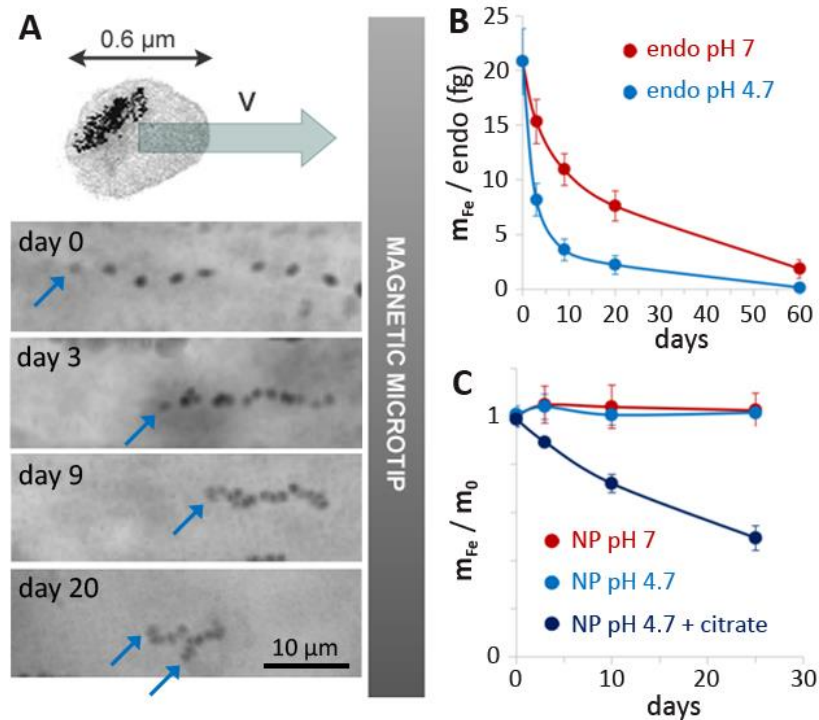 A
0.6 μm
V
day 0
day 3
day 9
day 20
10 μm
MAGNETIC MICROTIP
B
25
20
15
10
5
0
m_Fe / endo (fg)
endo pH 7
endo pH 4.7
0 10 20 30 40 50 60
days
C
1
0
m_Fe / m_0
NP pH 7
NP pH 4.7
NP pH 4.7 + citrate
0 10 20 30
days